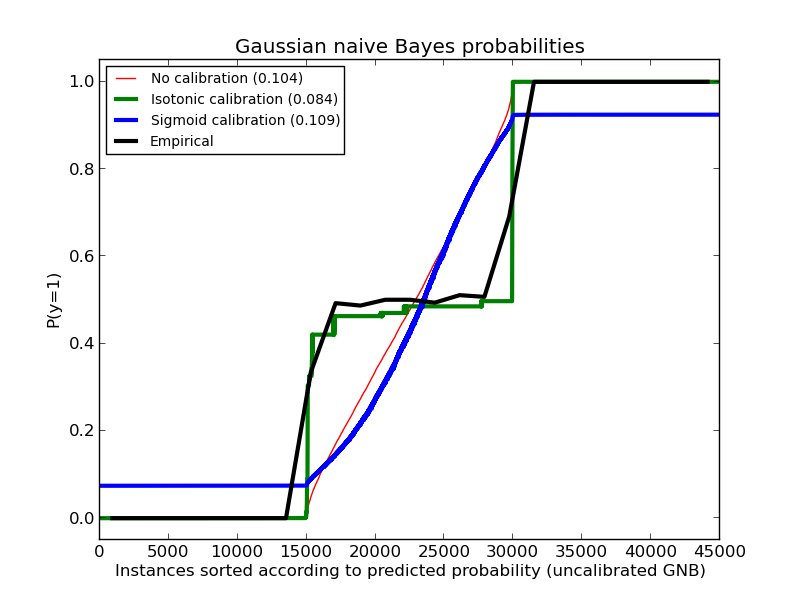 Gaussian naive Bayes probabilities
No calibration (0.104)
Isotonic calibration (0.084)
Sigmoid calibration (0.109)
Empirical
1.0
0.8
0.6
0.4
0.2
0.0
P(y=1)
0 5000 10000 15000 20000 25000 30000 35000 40000 45000
Instances sorted according to predicted probability (uncalibrated GNB)